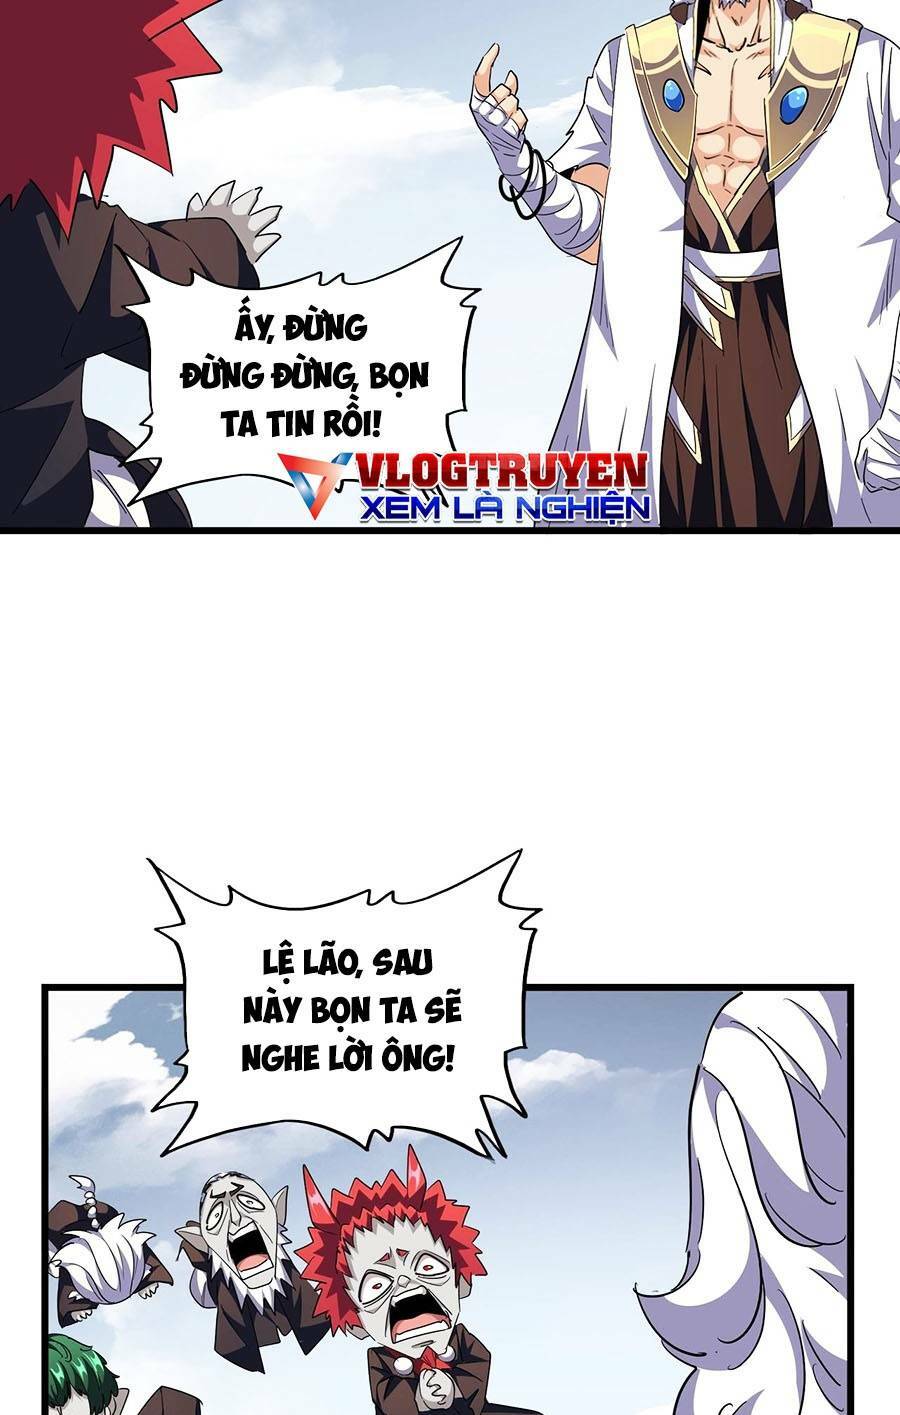 ẤY, ĐỪNG
ĐỪNG ĐỪNG, BỌN
TA TIN RỒI!
VLOGTRUYEN
XEM LÀ NGHIỆN
LỆ LÃO, SAU
NÀY BỌN TA SẼ
NGHE LỜI ÔNG!